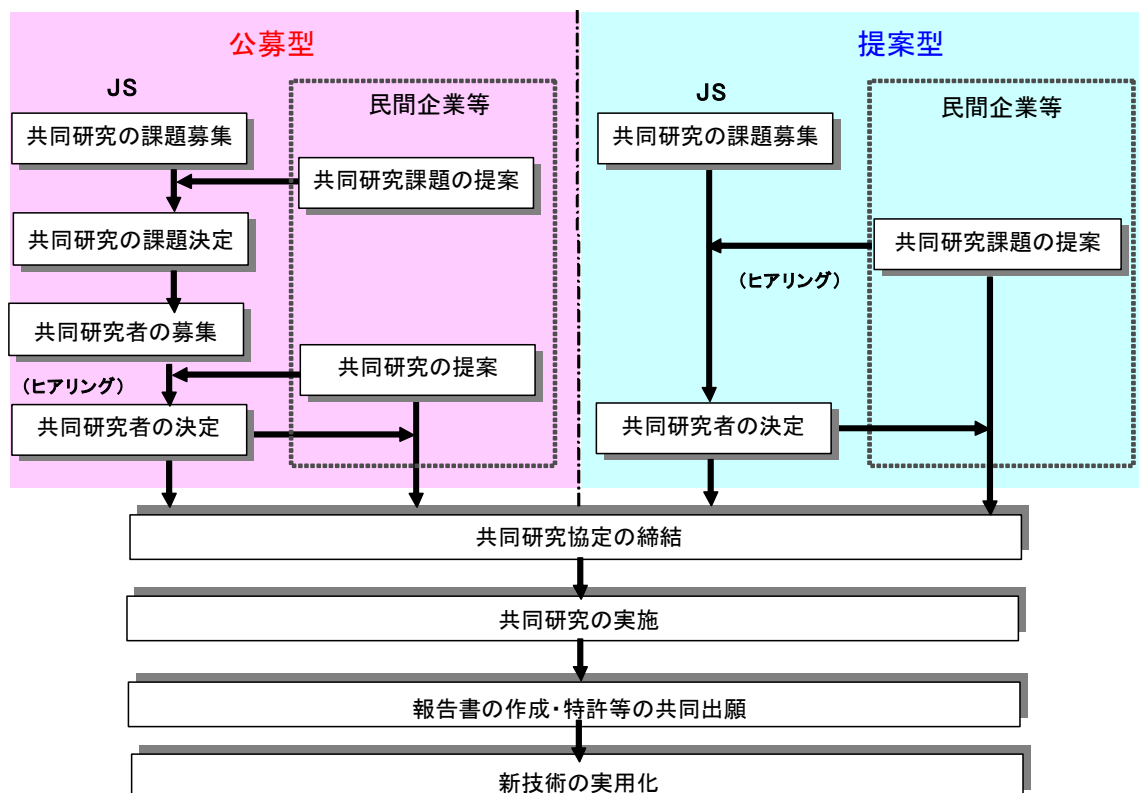 公募型
JS
民間企業等
共同研究の課題募集
共同研究課題の提案
共同研究の課題決定
共同研究者の募集
共同研究の提案
(ヒアリング)
共同研究者の決定
提案型
JS
民間企業等
共同研究の課題募集
共同研究課題の提案
(ヒアリング)
共同研究者の決定
共同研究協定の締結
共同研究の実施
報告書の作成・特許等の共同出願
新技術の実用化